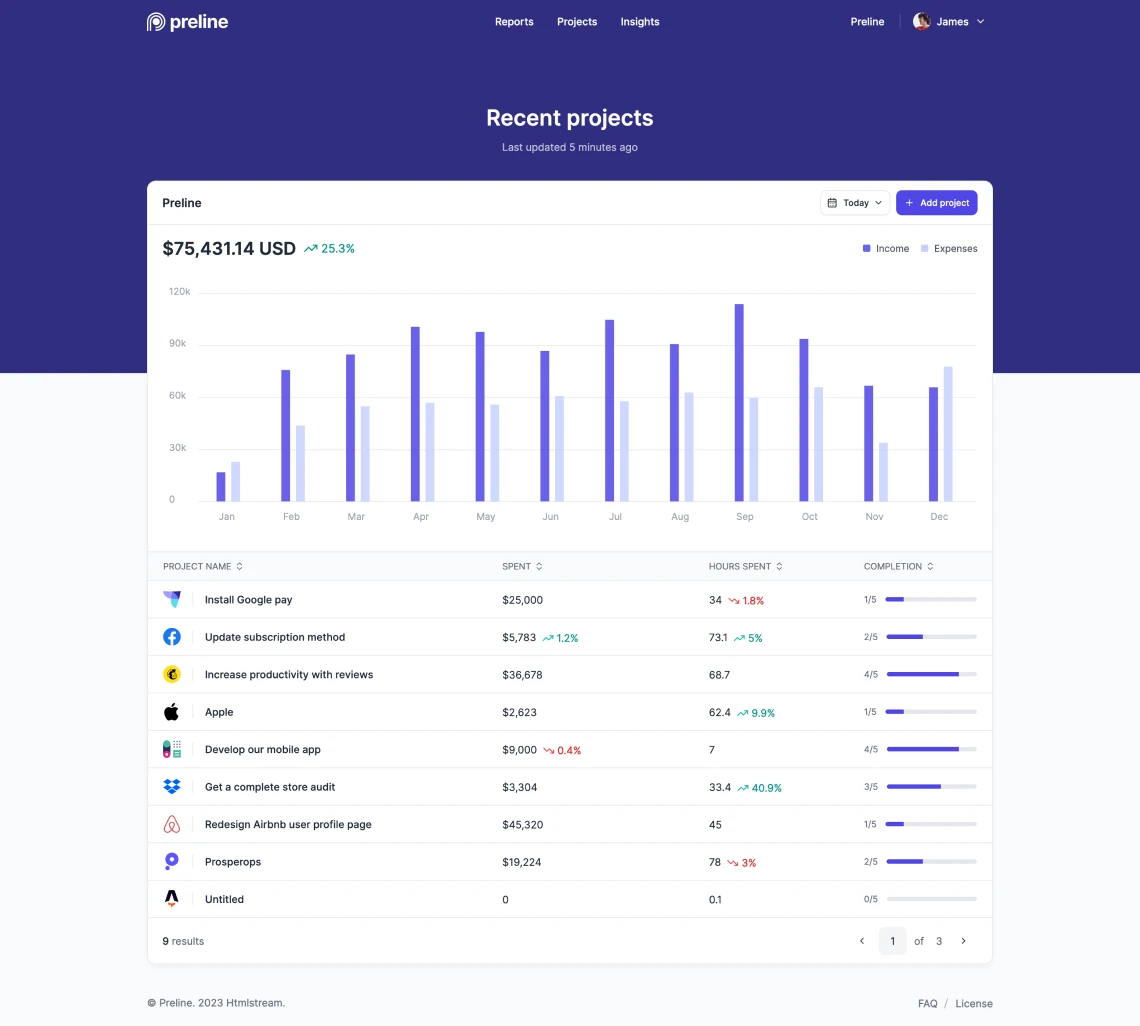 preline
Reports Projects Insights
Preline James
Recent projects
Last updated 5 minutes ago
Preline
Today
+ Add project
$75,431.14 USD 25.3%
Income Expenses
120k
90k
60k
30k
0
Jan Feb Mar Apr May Jun Jul Aug Sep Oct Nov Dec
PROJECT NAME SPENT HOURS SPENT COMPLETION
Install Google pay $25,000 34 1.8% 1/5
Update subscription method $5,783 1.2% 73.1 5% 2/5
Increase productivity with reviews $36,678 68.7 4/5
Apple $2,623 62.4 9.9% 1/5
Develop our mobile app $9,000 0.4% 7 4/5
Get a complete store audit $3,304 33.4 40.9% 3/5
Redesign Airbnb user profile page $45,320 45 1/5
Prosperops $19,224 78 3% 2/5
Untitled 0 0.1 0/5
9 results
1 of 3
© Preline. 2023 Htmlstream.
FAQ / License